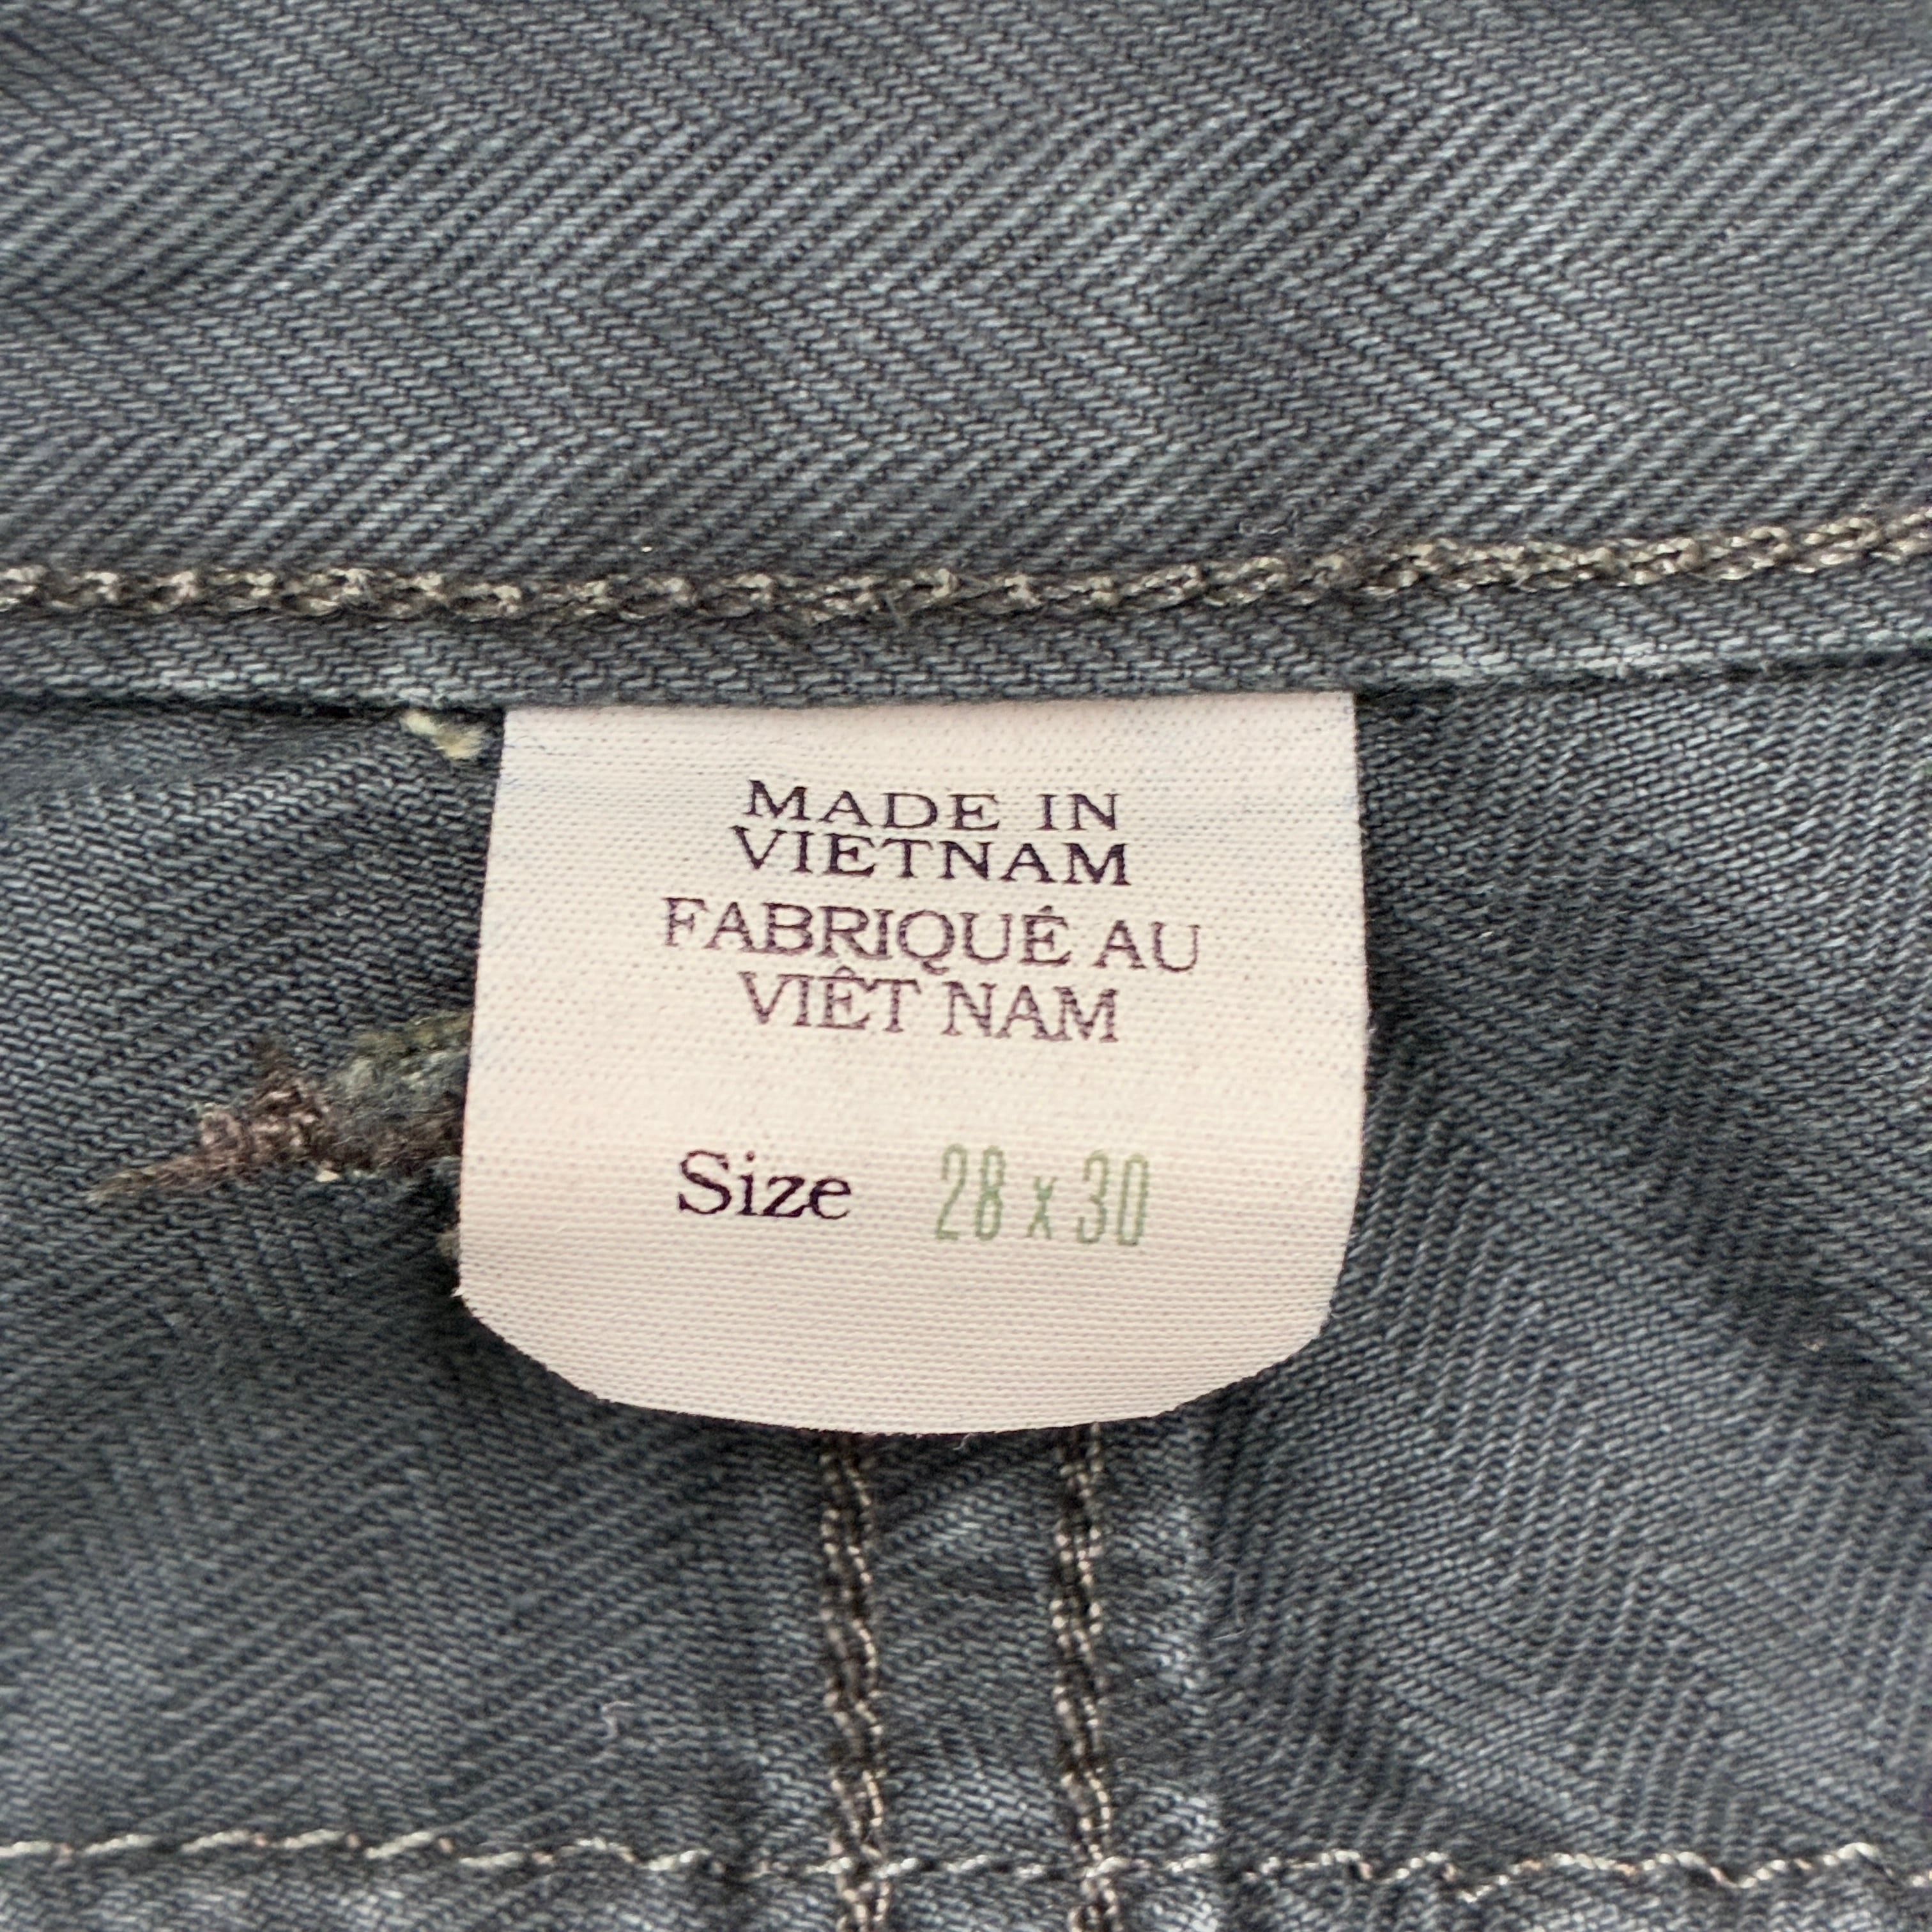 MADE IN
VIETNAM
FABRIQUÉ AU
VIÊT NAM
Size 28 x 30